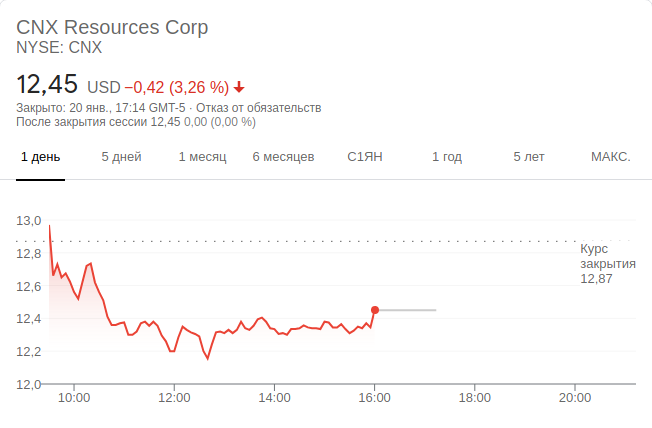 CNX Resources Corp
NYSE: CNX
12,45 USD −0,42 (3,26 %)
Закрыто: 20 янв., 17:14 GMT-5 · Отказ от обязательств
После закрытия сессии 12,45 0,00 (0,00 %)
1 день 5 дней 1 месяц 6 месяцев С1ЯН 1 год 5 лет МАКС.
13,0
12,8
12,6
12,4
12,2
12,0
Курс
закрытия
12,87
10:00 12:00 14:00 16:00 18:00 20:00